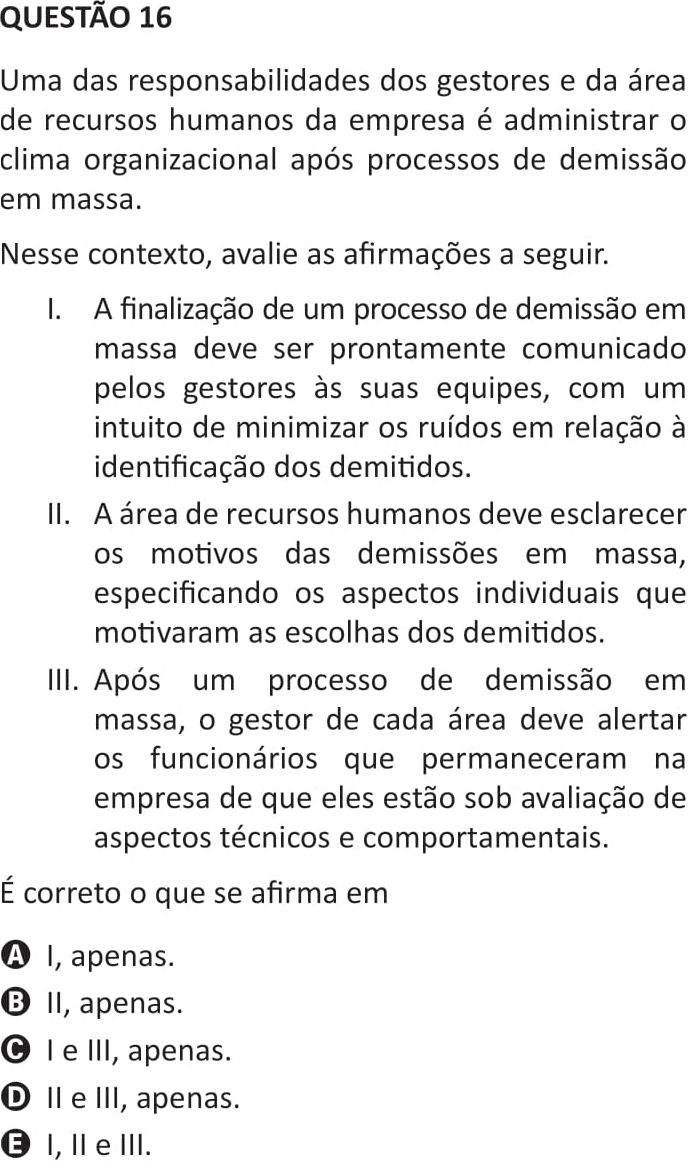 QUESTÃO 16
Uma das responsabilidades dos gestores e da área
de recursos humanos da empresa é administrar o
clima organizacional após processos de demissão
em massa.
Nesse contexto, avalie as afirmações a seguir.
I. A finalização de um processo de demissão em
massa deve ser prontamente comunicado
pelos gestores às suas equipes, com um
intuito de minimizar os ruídos em relação à
identificação dos demitidos.
II. A área de recursos humanos deve esclarecer
os motivos das demissões em massa,
especificando os aspectos individuais que
motivaram as escolhas dos demitidos.
III. Após um processo de demissão em
massa, o gestor de cada área deve alertar
os funcionários que permaneceram na
empresa de que eles estão sob avaliação de
aspectos técnicos e comportamentais.
É correto o que se afirma em
A I, apenas.
B II, apenas.
C I e III, apenas.
D II e III, apenas.
E I, II e III.